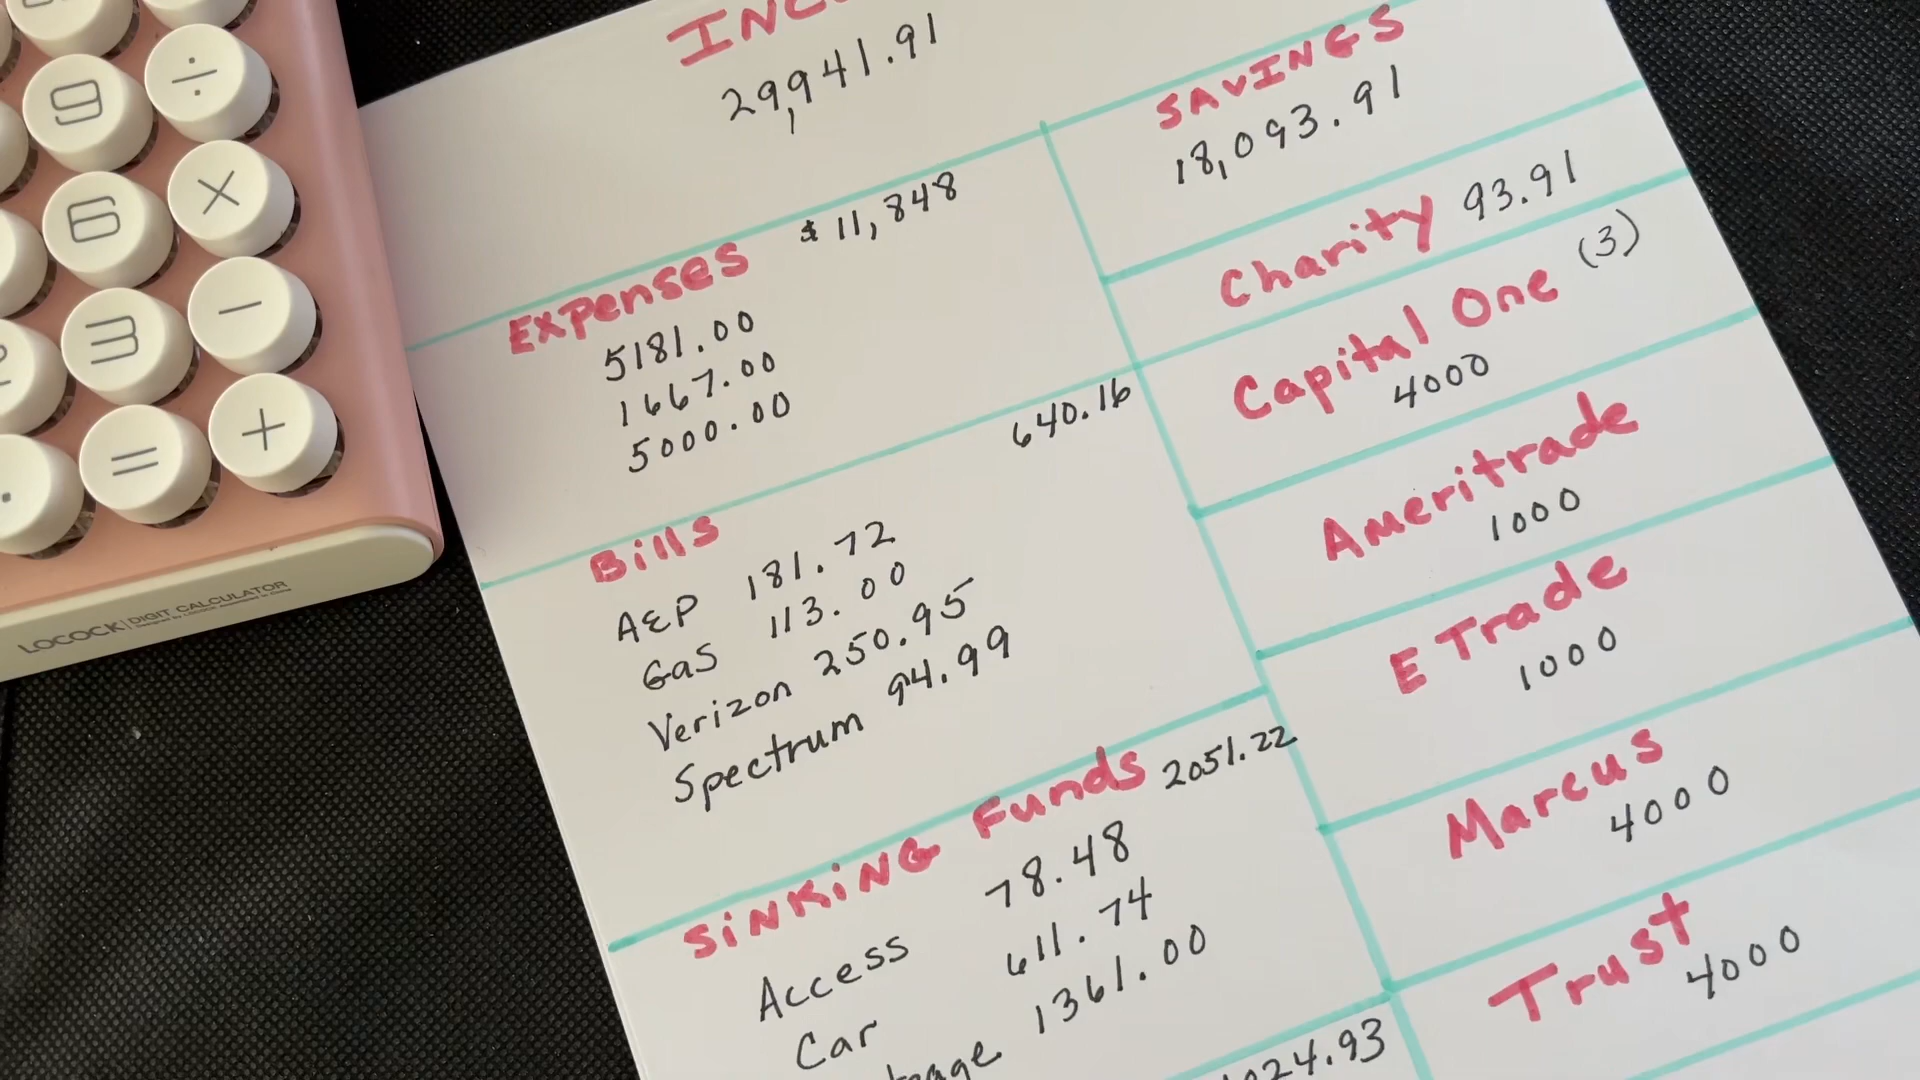 9 ÷
6 ×
3 -
. = +
LOCOCK | DIGIT CALCULATOR
29,941.91
Expenses $ 11,848
5181.00
1667.00
5000.00
Bills 640.16
AEP 181.72
Gas 113.00
Verizon 250.95
Spectrum 94.99
SINKING Funds 2051.22
Access 78.48
Car 611.74
1361.00
SAVINGS
18,093.91
Charity 93.91
Capital One (3)
4000
Ameritrade
1000
E Trade
1000
Marcus
4000
Trust
4000